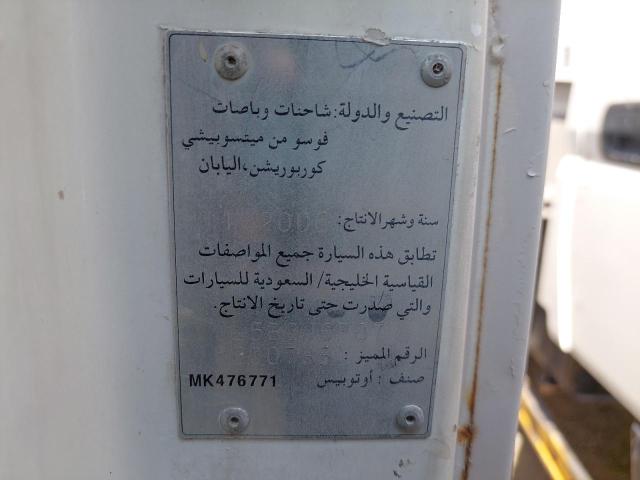 التصنيع والدولة: شاحنات وباصات
فوسو من ميتسوبيشي
كوربوريشن، اليابان
سنة وشهر الانتاج:
تطابق هذه السيارة جميع المواصفات
القياسية الخليجية/ السعودية للسيارات
والتي صدرت حتى تاريخ الانتاج.
الرقم المميز :
صنف : أوتوبيس MK476771